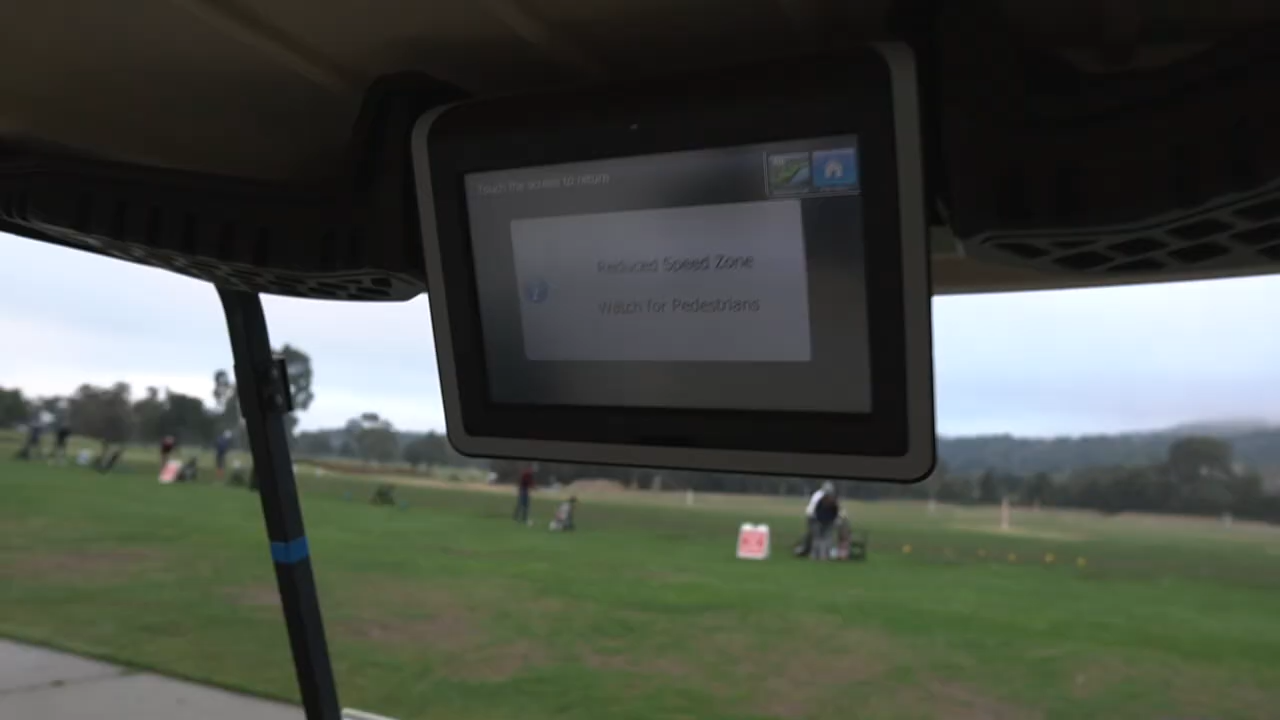 Touch the screen to return
Reduced Speed Zone
Watch for Pedestrians